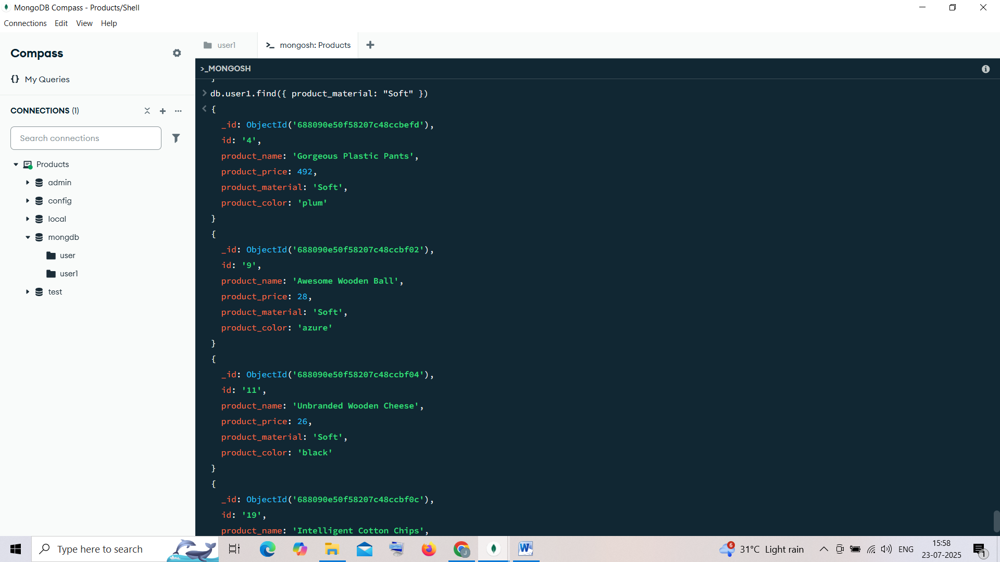 MongoDB Compass - Products/Shell
Connections Edit View Help
Compass
My Queries
CONNECTIONS (1)
Search connections
Products
admin
config
local
mongdb
user
user1
test
user1
>_ mongosh: Products
>_MONGOSH
}
> db.user1.find({ product_material: "Soft" })
< {
_id: ObjectId('688090e50f58207c48ccbefd'),
id: '4',
product_name: 'Gorgeous Plastic Pants',
product_price: 492,
product_material: 'Soft',
product_color: 'plum'
}
{
_id: ObjectId('688090e50f58207c48ccbf02'),
id: '9',
product_name: 'Awesome Wooden Ball',
product_price: 28,
product_material: 'Soft',
product_color: 'azure'
}
{
_id: ObjectId('688090e50f58207c48ccbf04'),
id: '11',
product_name: 'Unbranded Wooden Cheese',
product_price: 26,
product_material: 'Soft',
product_color: 'black'
}
{
_id: ObjectId('688090e50f58207c48ccbf0c'),
id: '19',
product_name: 'Intelligent Cotton Chips',
Type here to search
J
W
6
31°C Light rain
ENG
15:58
23-07-2025
1